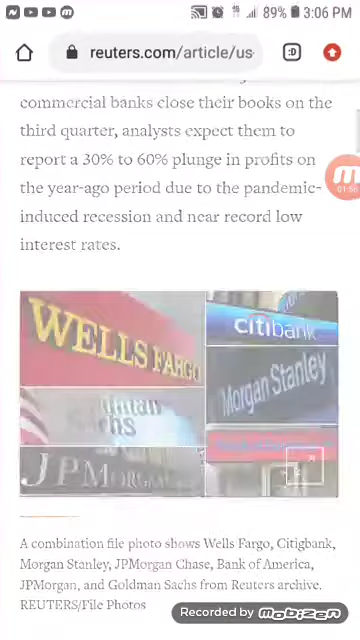 89% 3:06 PM
reuters.com/article/us
:D
commercial banks close their books on the
third quarter, analysts expect them to
report a 30% to 60% plunge in profits on
the year-ago period due to the pandemic-
induced recession and near record low
interest rates.
WELLS FARGO
citibank
Morgan Stanley
JPMORGAN
A combination file photo shows Wells Fargo, Citigbank,
Morgan Stanley, JPMorgan Chase, Bank of America,
JPMorgan, and Goldman Sachs from Reuters archive.
REUTERS/File Photos
Recorded by mobizen